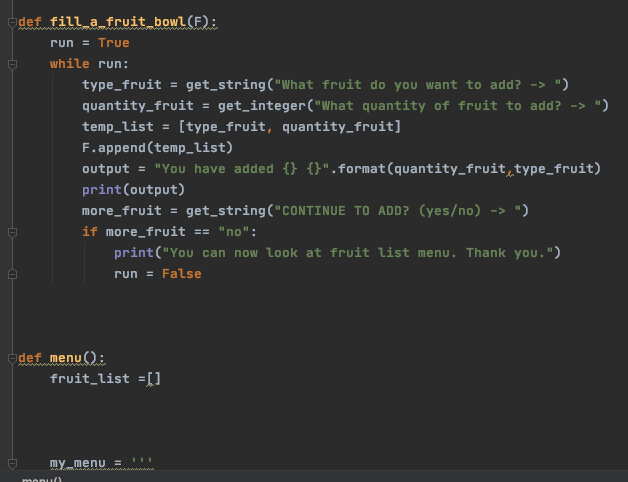 def fill_a_fruit_bowl(F):
    run = True
    while run:
        type_fruit = get_string("What fruit do you want to add? -> ")
        quantity_fruit = get_integer("What quantity of fruit to add? -> ")
        temp_list = [type_fruit, quantity_fruit]
        F.append(temp_list)
        output = "You have added {} {}".format(quantity_fruit,type_fruit)
        print(output)
        more_fruit = get_string("CONTINUE TO ADD? (yes/no) -> ")
        if more_fruit == "no":
            print("You can now look at fruit list menu. Thank you.")
            run = False
def menu():
    fruit_list =[]
    my_menu = '''
menu()